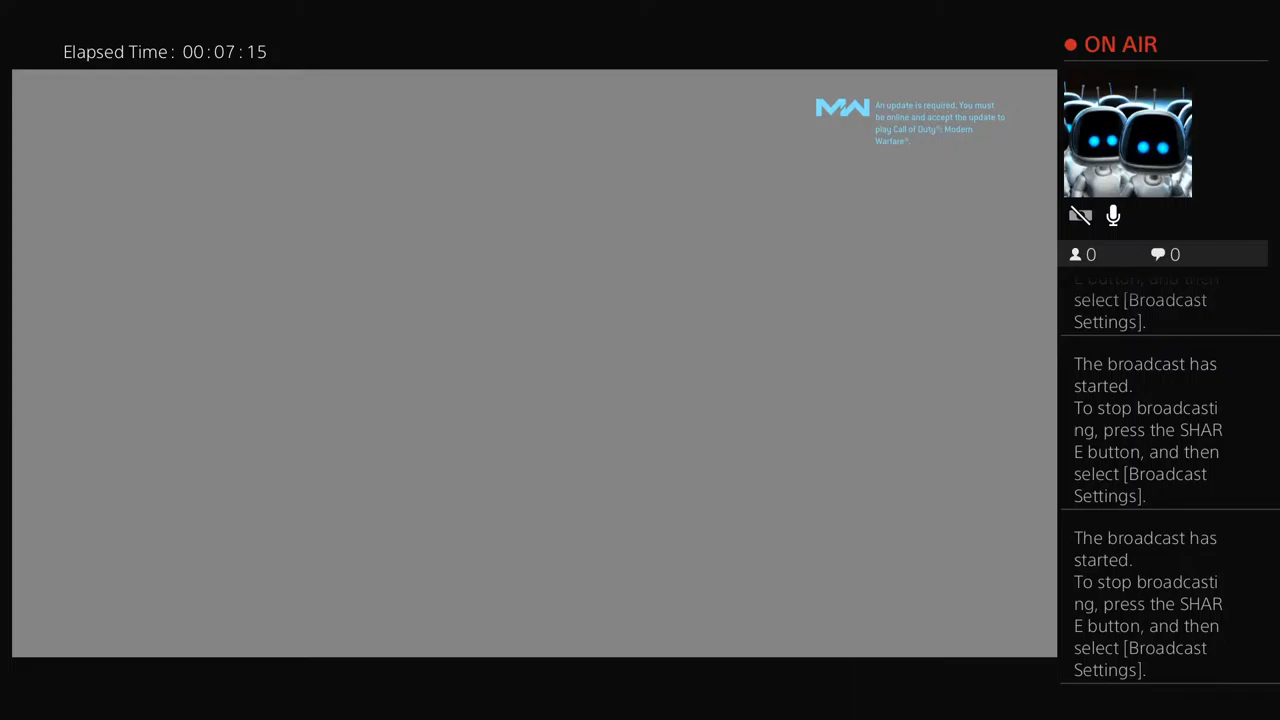 Elapsed Time: 00:07:15
ON AIR
MW
An update is required. You must
be online and accept the update to
play Call of Duty®: Modern
Warfare®.
0
0
E button, and then
select [Broadcast
Settings].
The broadcast has
started.
To stop broadcasti
ng, press the SHAR
E button, and then
select [Broadcast
Settings].
The broadcast has
started.
To stop broadcasti
ng, press the SHAR
E button, and then
select [Broadcast
Settings].